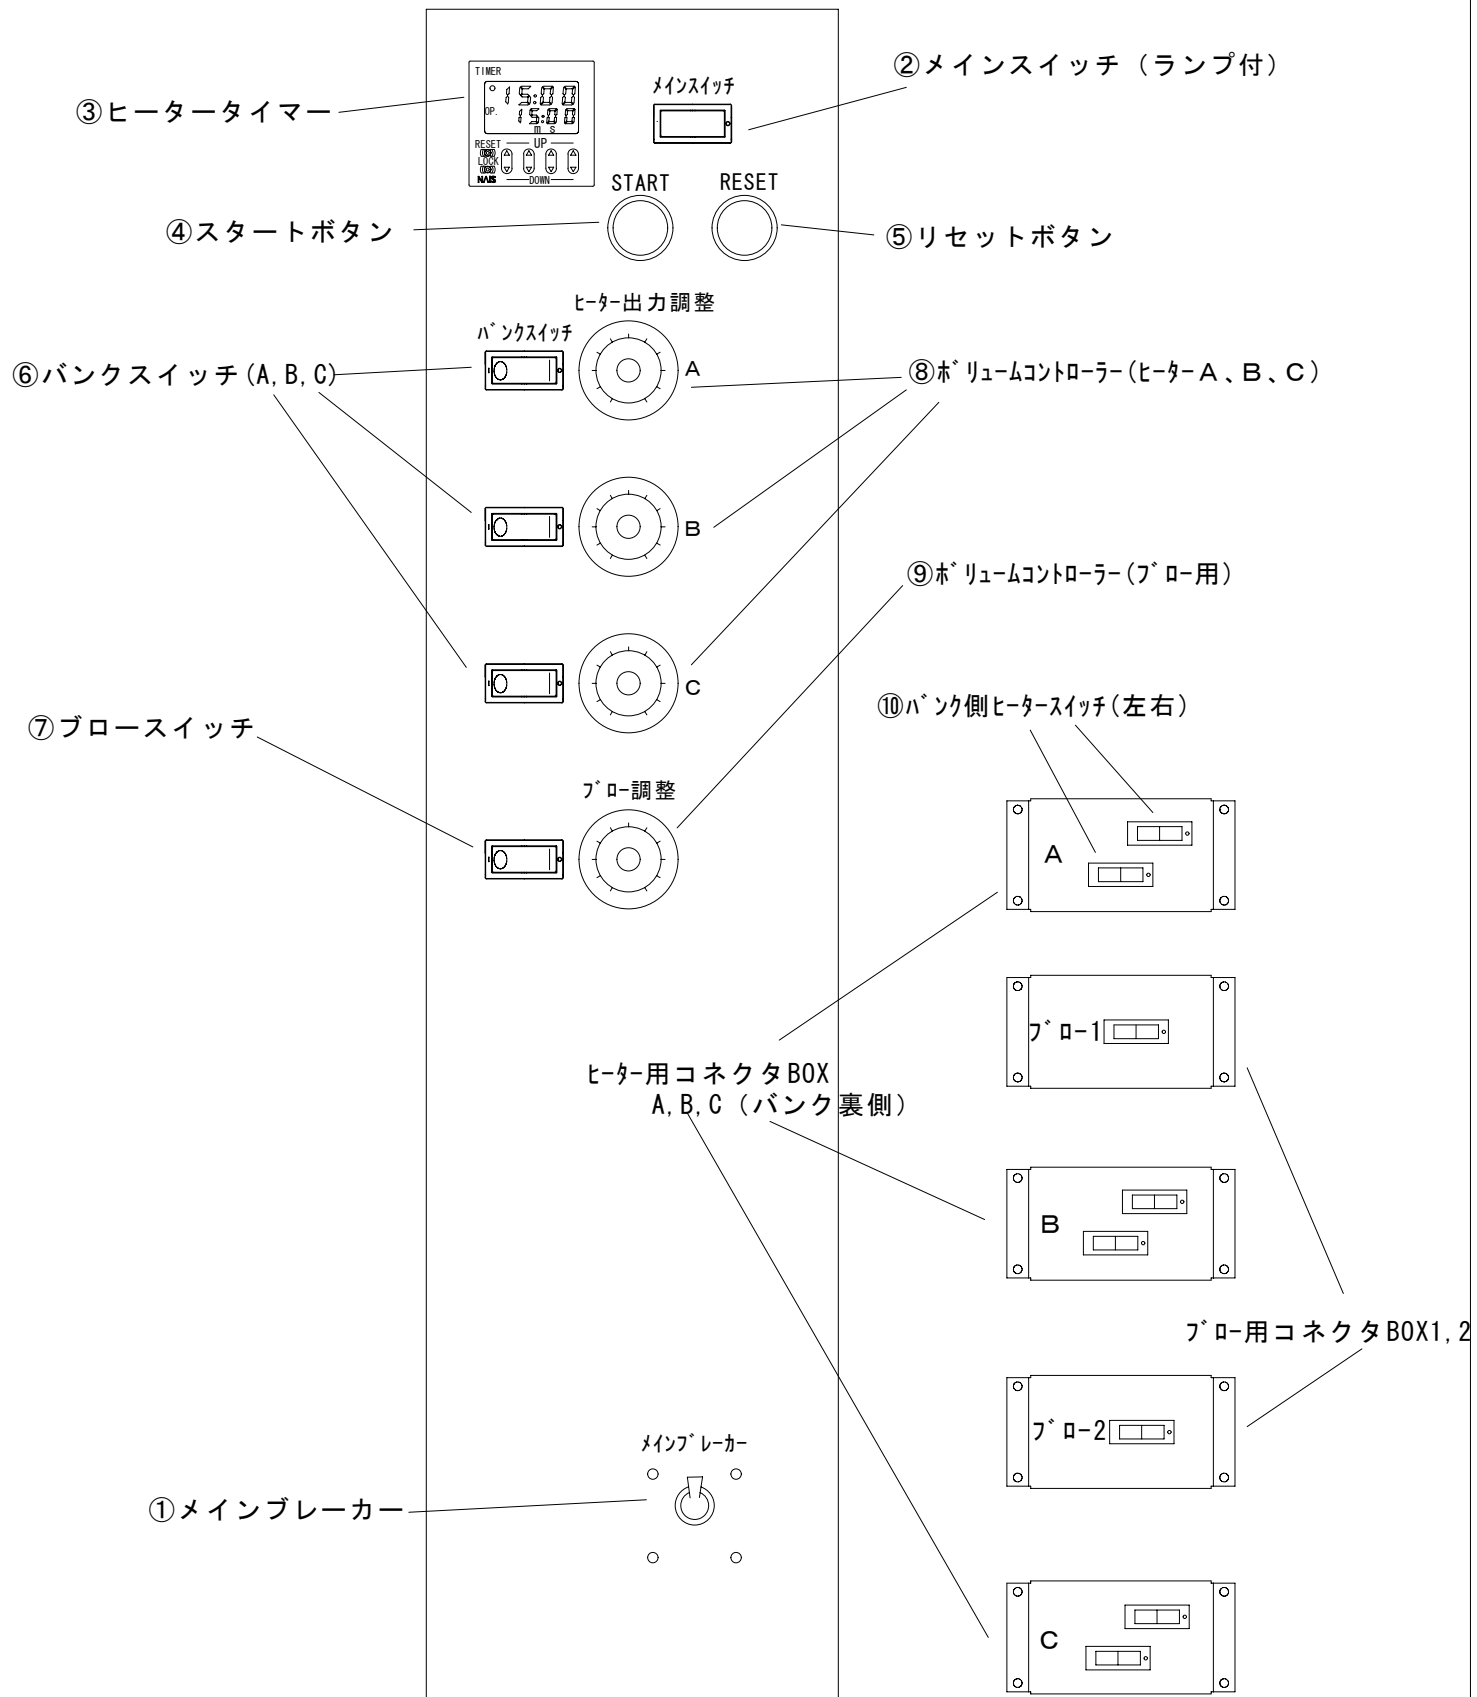 ②メインスイッチ（ランプ付）
TIMER
メインスイッチ
15:00
③ヒータータイマー
OP.
15:00
m s
RESET
UP
LOCK
NAIS
DOWN
START
RESET
④スタートボタン
⑤リセットボタン
ヒーター出力調整
バンクスイッチ
⑥バンクスイッチ(A,B,C)
A
⑧ボリュームコントローラー(ヒーターA、B、C)
B
⑨ボリュームコントローラー(ブロー用)
C
⑩バンク側ヒータースイッチ(左右)
⑦ブロースイッチ
ブロー調整
A
ブロー1
ヒーター用コネクタBOX
A,B,C（バンク裏側）
B
ブロー用コネクタBOX1,2
ブロー2
メインブレーカー
①メインブレーカー
C